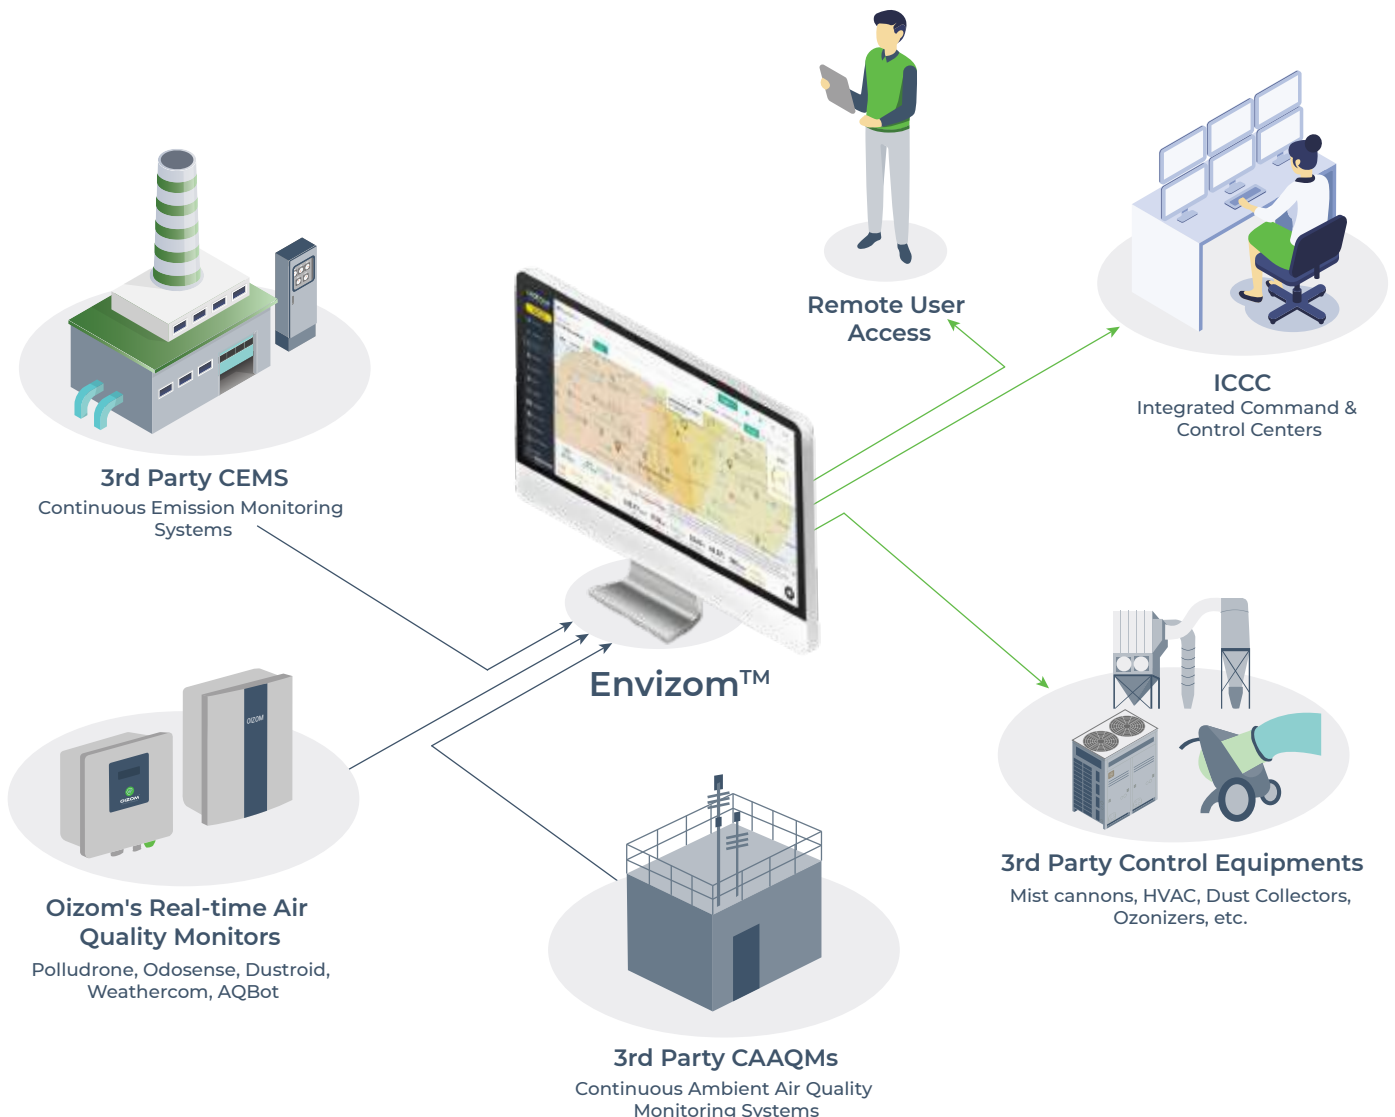 Remote User
Access
ICCC
Integrated Command &
Control Centers
3rd Party CEMS
Continuous Emission Monitoring
Systems
Envizom™
OIZOM
OIZOM
Oizom's Real-time Air
Quality Monitors
Polludrone, Odosense, Dustroid,
Weathercom, AQBot
3rd Party Control Equipments
Mist cannons, HVAC, Dust Collectors,
Ozonizers, etc.
3rd Party CAAQMs
Continuous Ambient Air Quality
Monitoring Systems